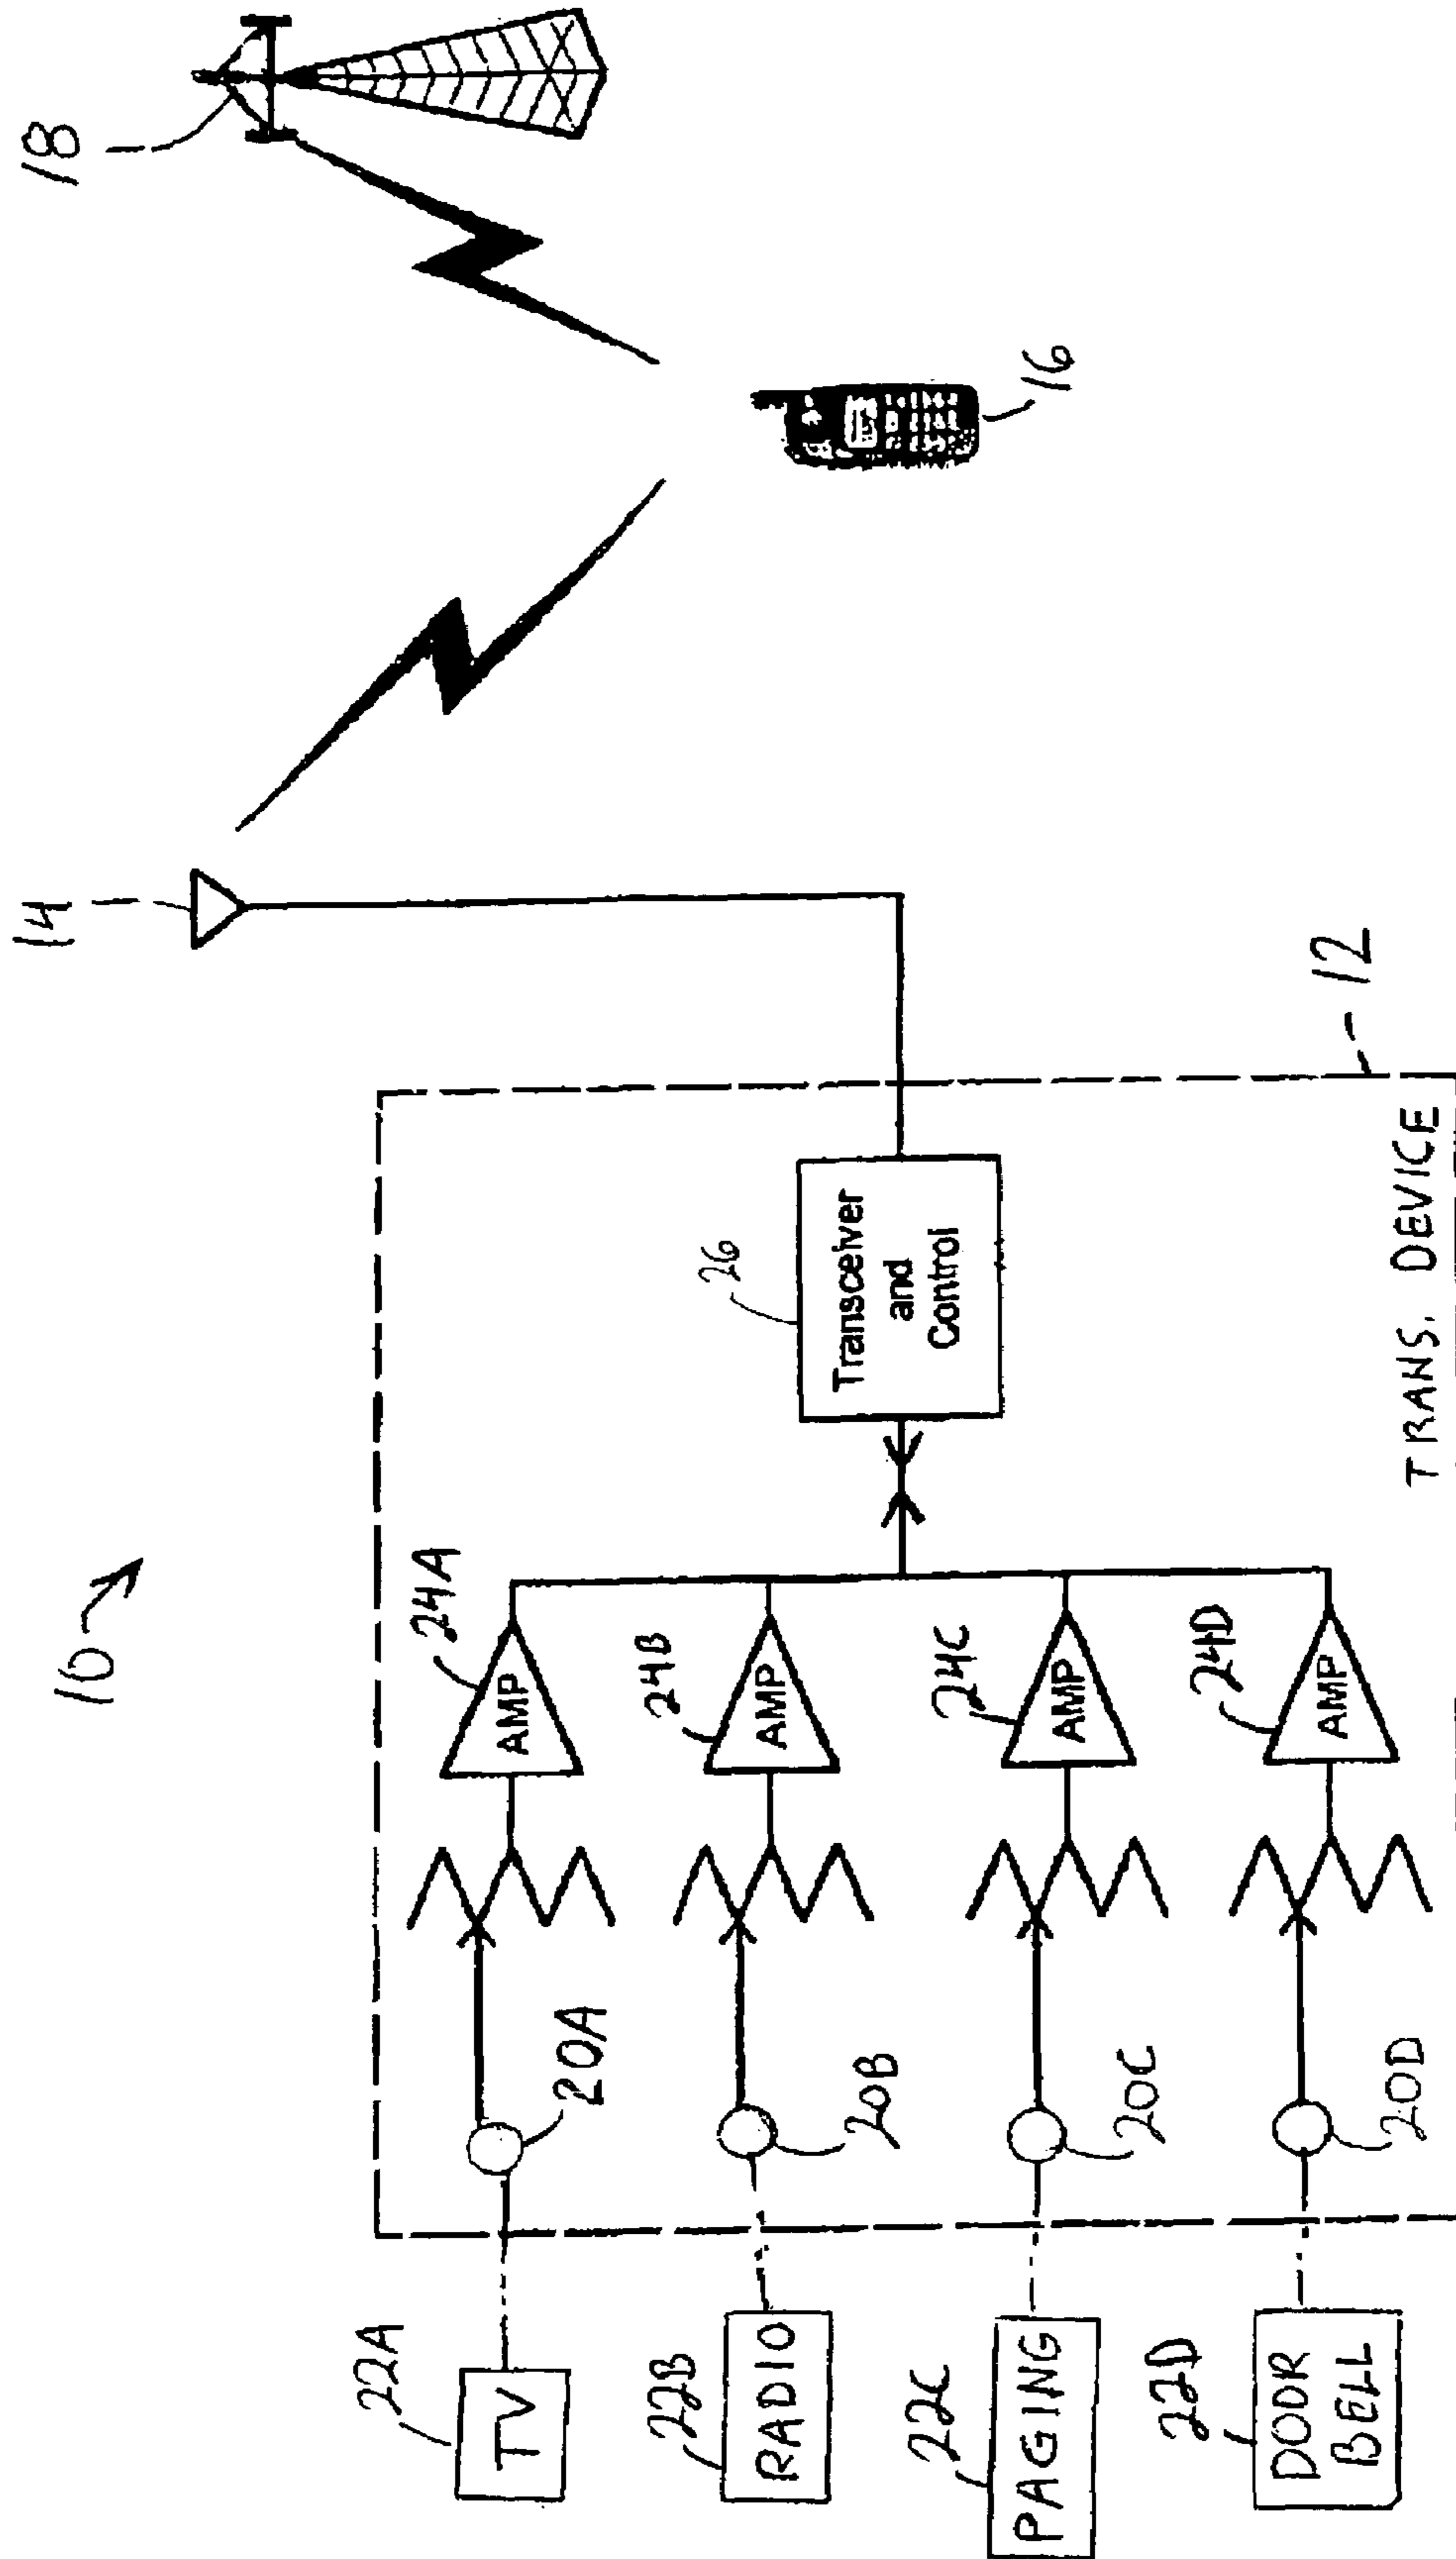 10
22A
TV
20A
24A
AMP
22B
RADIO
20B
24B
AMP
22C
PAGING
20C
24C
AMP
22D
DOOR
BELL
20D
24D
AMP
26
Transceiver
and
Control
TRANS. DEVICE
12
14
16
18